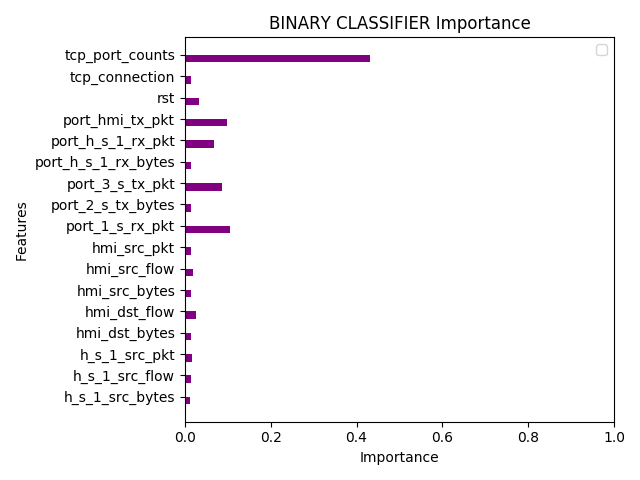 BINARY CLASSIFIER Importance
tcp_port_counts
tcp_connection
rst
port_hmi_tx_pkt
port_h_s_1_rx_pkt
port_h_s_1_rx_bytes
port_3_s_tx_pkt
port_2_s_tx_bytes
port_1_s_rx_pkt
hmi_src_pkt
hmi_src_flow
hmi_src_bytes
hmi_dst_flow
hmi_dst_bytes
h_s_1_src_pkt
h_s_1_src_flow
h_s_1_src_bytes
Features
0.0 0.2 0.4 0.6 0.8 1.0
Importance